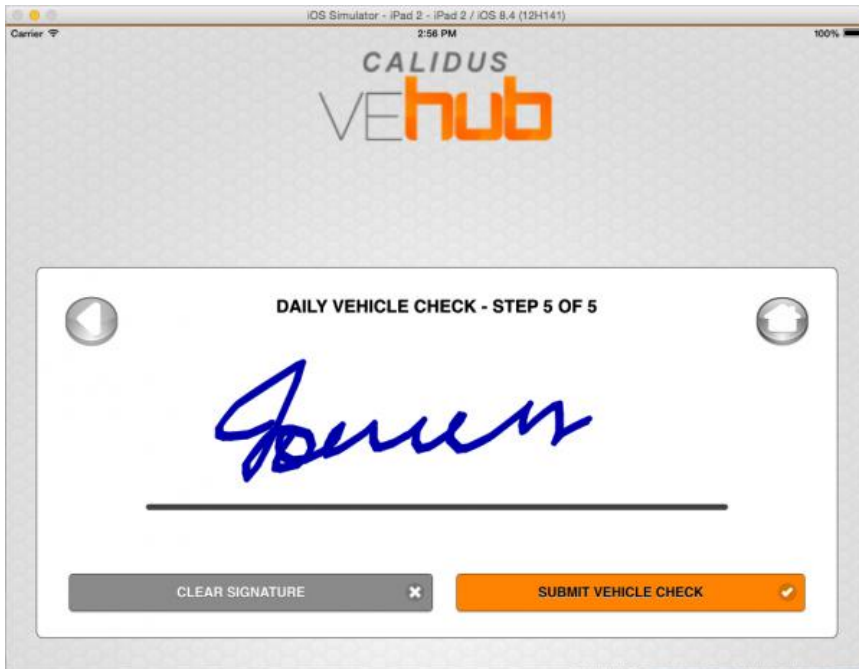 iOS Simulator - iPad 2 - iPad 2 / iOS 8.4 (12H141)
Carrier 2:56 PM 100%
CALIDUS
VEhub
DAILY VEHICLE CHECK - STEP 5 OF 5
CLEAR SIGNATURE
SUBMIT VEHICLE CHECK